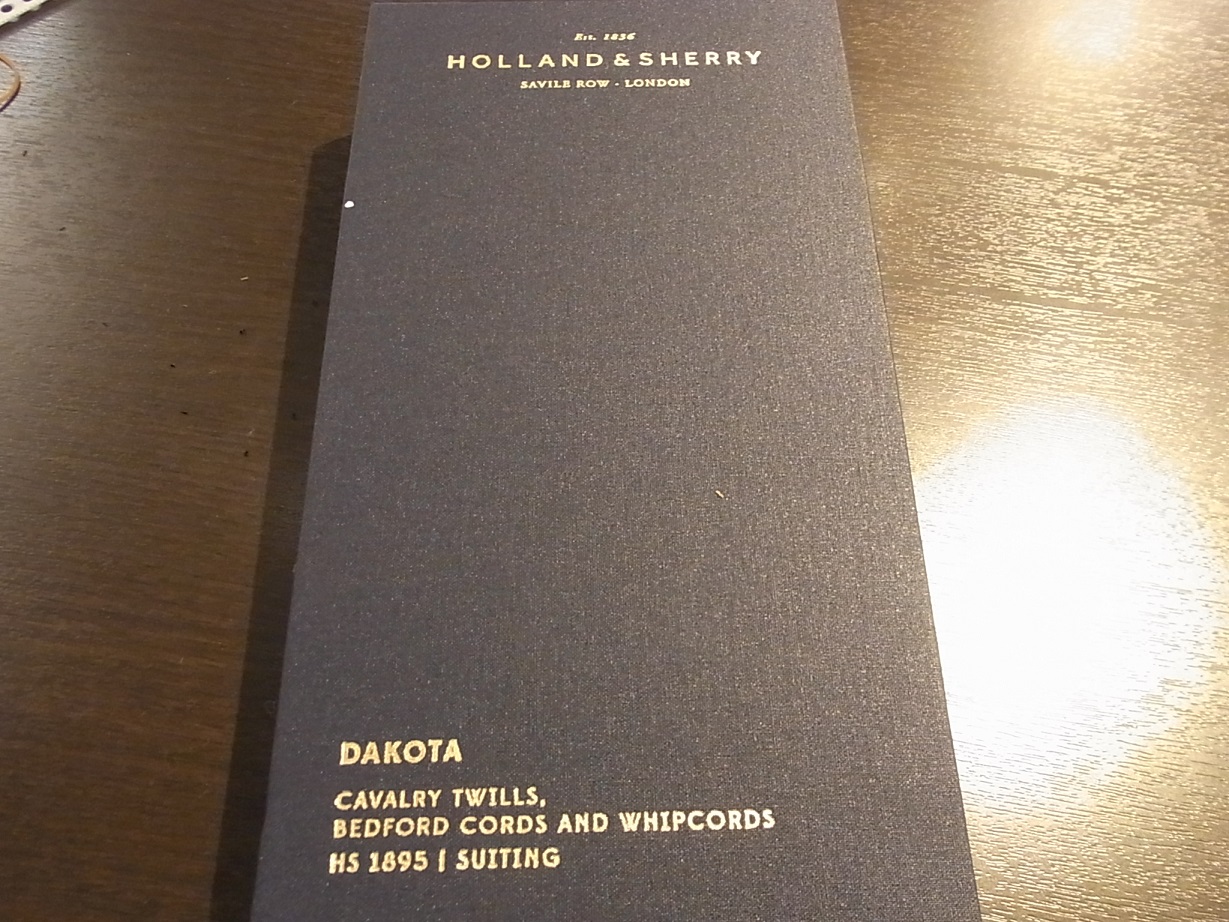 Est. 1836
HOLLAND & SHERRY
SAVILE ROW · LONDON
DAKOTA
CAVALRY TWILLS,
BEDFORD CORDS AND WHIPCORDS
HS 1895 | SUITING